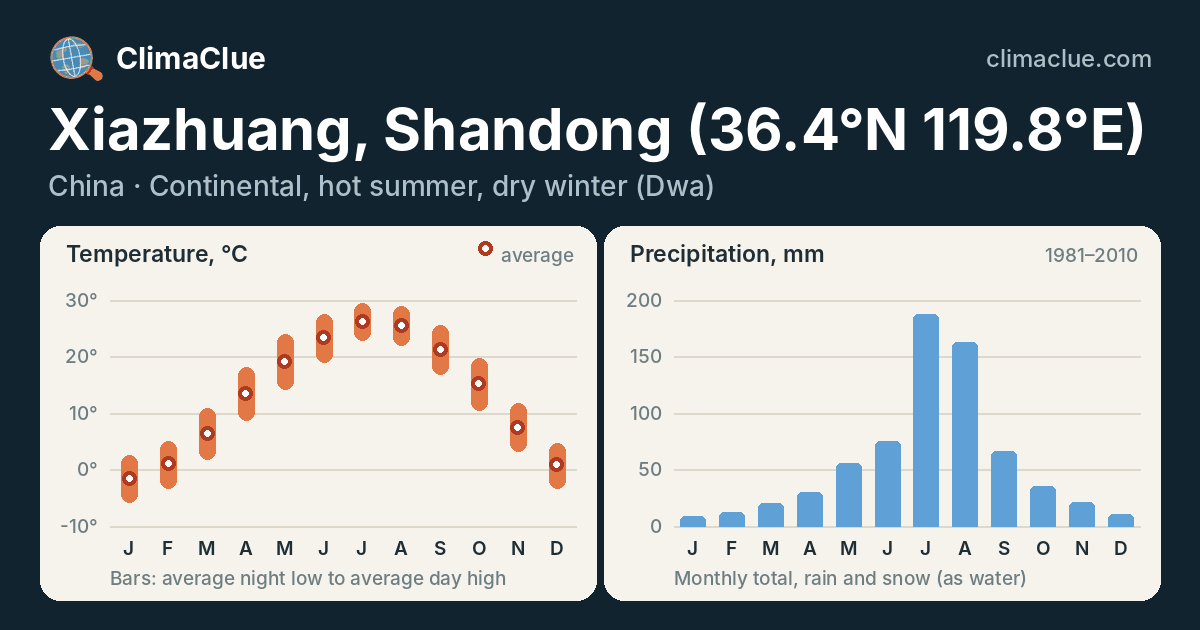 ClimaClue
climaclue.com
Xiazhuang, Shandong (36.4°N 119.8°E)
China · Continental, hot summer, dry winter (Dwa)
Temperature, °C
average
30°
20°
10°
0°
-10°
J F M A M J J A S O N D
Bars: average night low to average day high
Precipitation, mm
1981–2010
200
150
100
50
0
J F M A M J J A S O N D
Monthly total, rain and snow (as water)